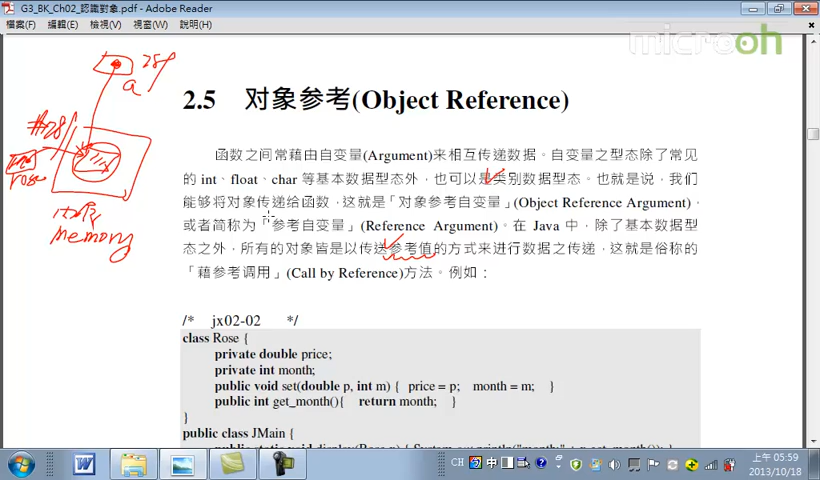 G3_BK_Ch02_認識對象.pdf - Adobe Reader
檔案(F) 編輯(E) 檢視(V) 視窗(W) 說明(H)
microoh
a
rose
memory
2.5 对象参考(Object Reference)
函数之间常藉由自变量(Argument)来相互传递数据。自变量之型态除了常见
的 int、float、char 等基本数据型态外，也可以是类别数据型态。也就是说，我们
能够将对象传递给函数，这就是「对象参考自变量」(Object Reference Argument)，
或者简称为「参考自变量」(Reference Argument)。在 Java 中，除了基本数据型
态之外，所有的对象皆是以传送参考值的方式来进行数据之传递，这就是俗称的
「藉参考调用」(Call by Reference)方法。例如：
/* jx02-02 */
class Rose {
private double price;
private int month;
public void set(double p, int m) { price = p; month = m; }
public int get_month(){ return month; }
}
public class JMain {
CH 中
上午 05:59
2013/10/18